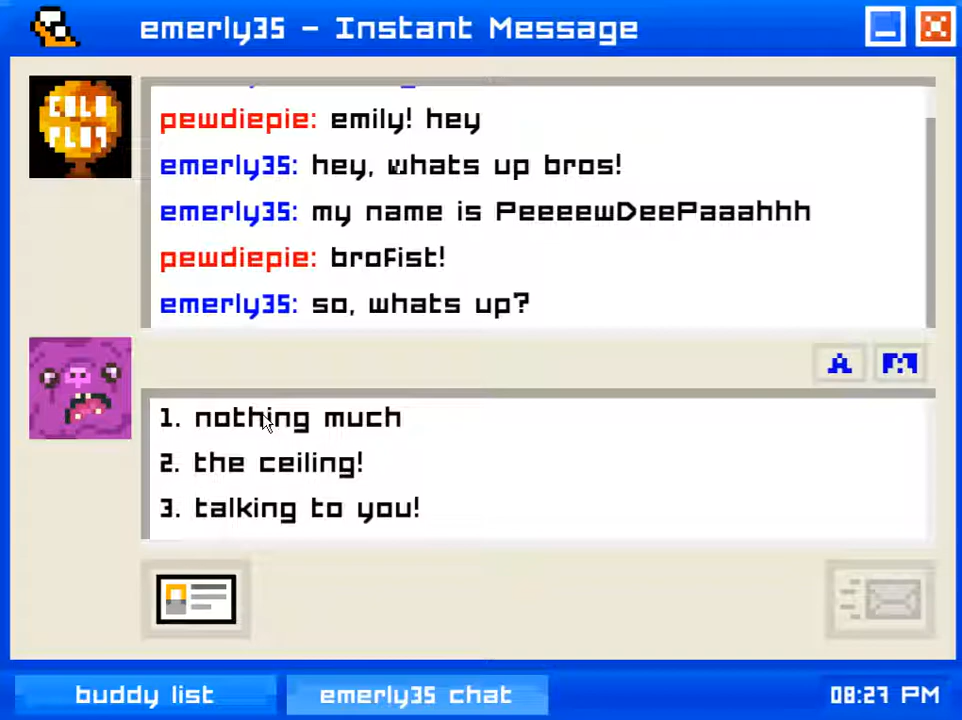 emerly35 - Instant Message
COLD PLAY
pewdiepie: emily! hey
emerly35: hey, whats up bros!
emerly35: my name is PeeeewDeePaaahhh
pewdiepie: brofist!
emerly35: so, whats up?
A
1. nothing much
2. the ceiling!
3. talking to you!
buddy list
emerly35 chat
08:27 PM